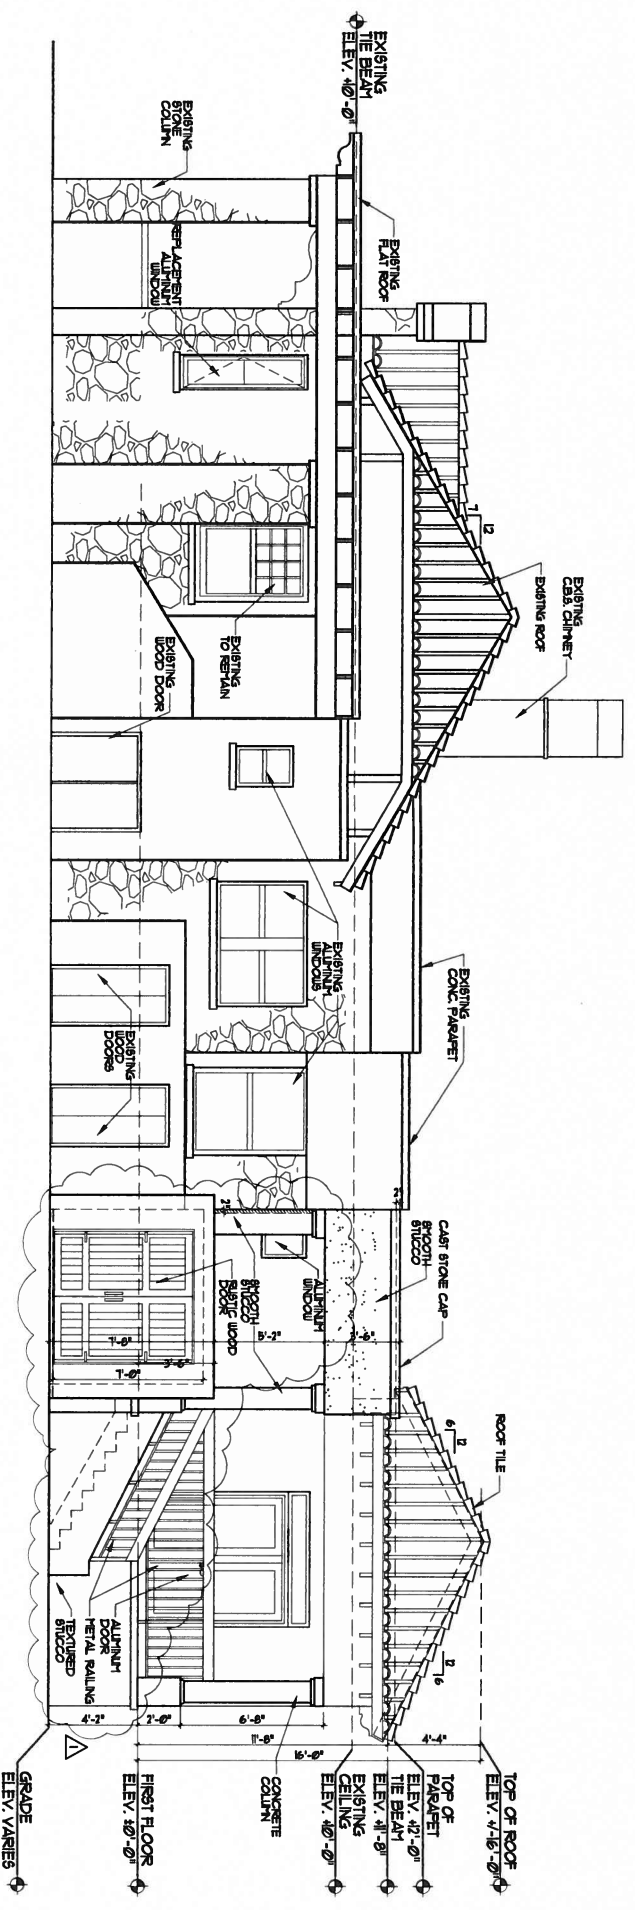 EXISTING
TIE BEAM
ELEV. +10'-0"
EXISTING
STONE
COLUMN
EXISTING
FLAT ROOF
REPLACEMENT
ALUMINUM
WINDOW
7
12
EXISTING ROOF
EXISTING
C.B.S. CHIMNEY
EXISTING
TO REMAIN
EXISTING
WOOD DOOR
EXISTING
ALUMINUM
WINDOWS
EXISTING
CONC. PARAPET
EXISTING
WOOD
DOORS
2"
2"
CAST STONE CAP
SMOOTH
STUCCO
ALUMINUM
WINDOW
SMOOTH
STUCCO
RUSTIC WOOD
DOOR
5'-2"
3'-6"
7'-8"
3'-6"
7'-0"
6
12
ROOF TILE
12
6
ALUMINUM
DOOR
METAL RAILING
TEXTURED
STUCCO
4'-2"
2'-0"
6'-8"
11'-8"
4'-4"
16'-0"
1
CONCRETE
COLUMN
TOP OF ROOF
ELEV. +/-16'-0"
TOP OF
PARAPET
ELEV. +12'-0"
TIE BEAM
ELEV. +11'-8"
EXISTING
CEILING
ELEV. +10'-0"
FIRST FLOOR
ELEV. ±0'-0"
GRADE
ELEV. VARIES